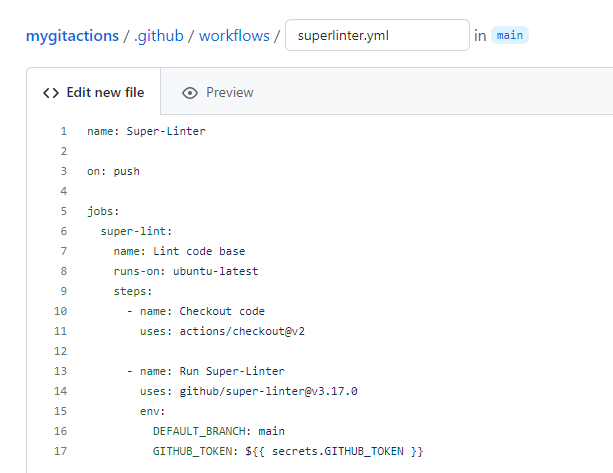 mygitactions / .github / workflows / superlinter.yml in main
<> Edit new file Preview
1 name: Super-Linter
2
3 on: push
4
5 jobs:
6   super-lint:
7     name: Lint code base
8     runs-on: ubuntu-latest
9     steps:
10       - name: Checkout code
11         uses: actions/checkout@v2
12
13       - name: Run Super-Linter
14         uses: github/super-linter@v3.17.0
15         env:
16           DEFAULT_BRANCH: main
17           GITHUB_TOKEN: ${{ secrets.GITHUB_TOKEN }}